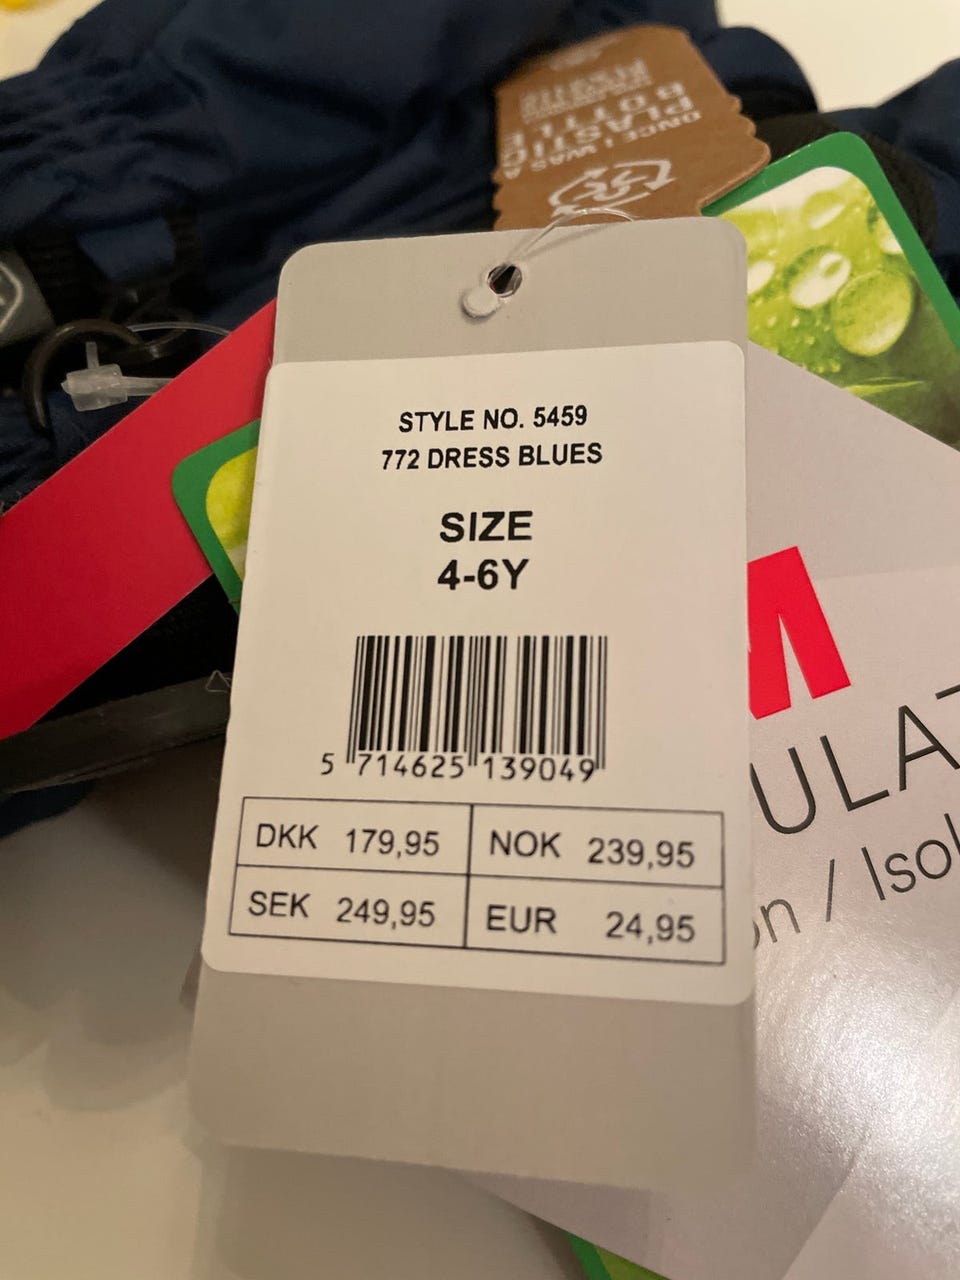 ONCE I WAS A
PLASTIC
BOTTLE
STYLE NO. 5459
772 DRESS BLUES
SIZE
4-6Y
5 714625 139049
DKK 179,95 NOK 239,95
SEK 249,95 EUR 24,95
M
ULAT
on / Isol